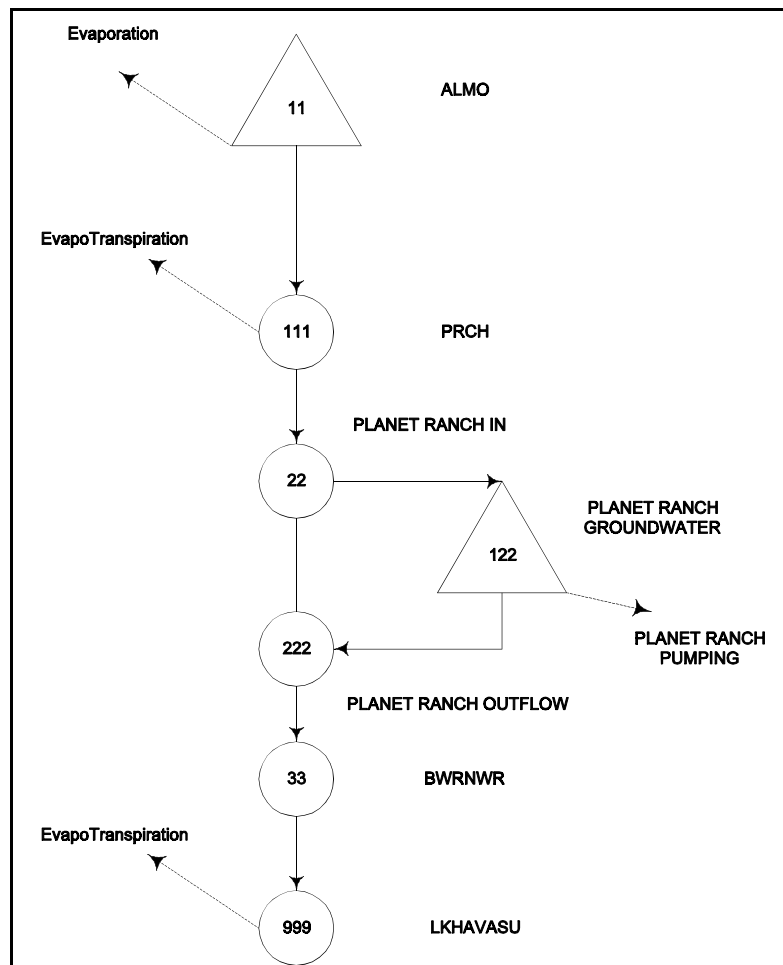 Evaporation
11
ALMO
EvapoTranspiration
111
PRCH
PLANET RANCH IN
22
PLANET RANCH
GROUNDWATER
122
222
PLANET RANCH
PUMPING
PLANET RANCH OUTFLOW
33
BWRNWR
EvapoTranspiration
999
LKHAVASU